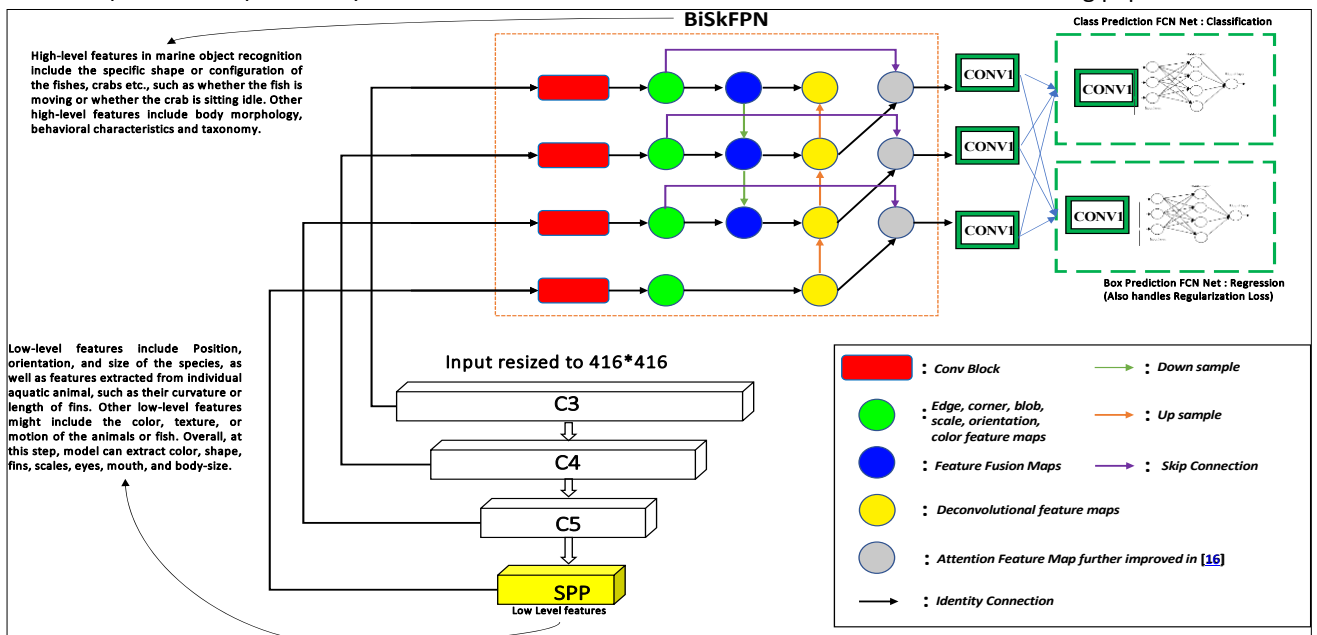 BiSkFPN
Class Prediction FCN Net : Classification
High-level features in marine object recognition
include the specific shape or configuration of
the fishes, crabs etc., such as whether the fish is
moving or whether the crab is sitting idle. Other
high-level features include body morphology,
behavioral characteristics and taxonomy.
CONV1
CONV1
CONV1
CONV1
CONV1
Box Prediction FCN Net : Regression
(Also handles Regularization Loss)
Low-level features include Position,
orientation, and size of the species, as
well as features extracted from individual
aquatic animal, such as their curvature or
length of fins. Other low-level features
might include the color, texture, or
motion of the animals or fish. Overall, at
this step, model can extract color, shape,
fins, scales, eyes, mouth, and body-size.
Input resized to 416*416
C3
C4
C5
SPP
Low Level features
: Conv Block
: Edge, corner, blob,
scale, orientation,
color feature maps
: Feature Fusion Maps
: Deconvolutional feature maps
: Attention Feature Map further improved in [16]
: Identity Connection
: Down sample
: Up sample
: Skip Connection